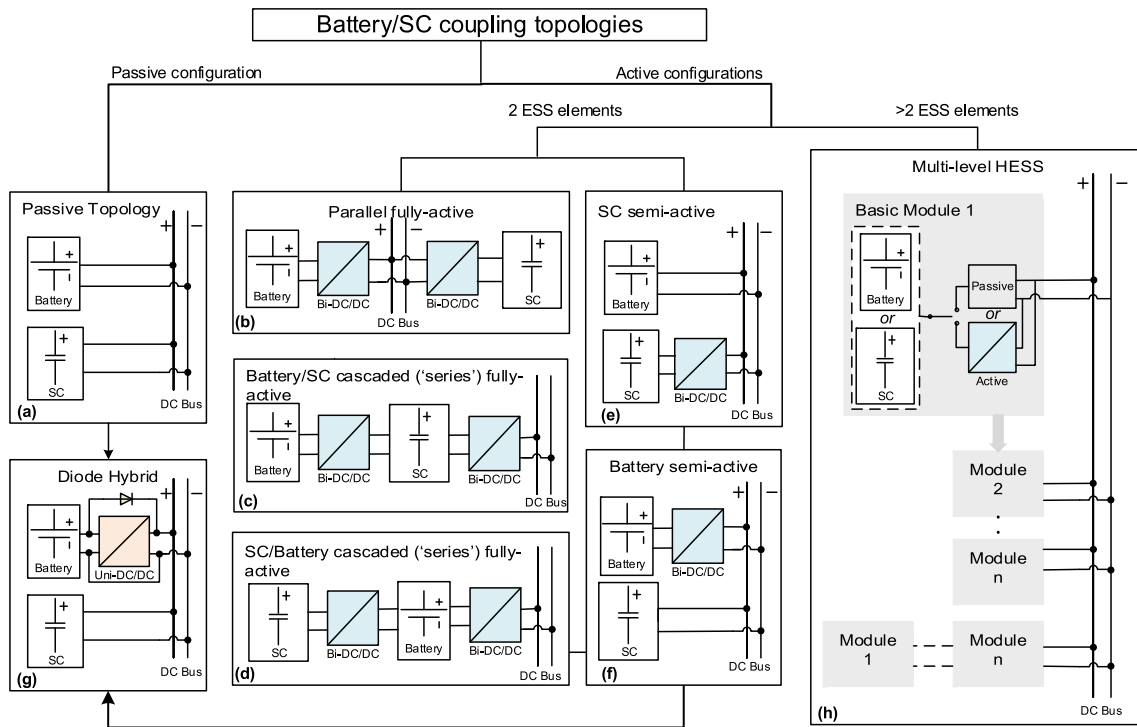 Battery/SC coupling topologies
Passive configuration
Active configurations
2 ESS elements
>2 ESS elements
Passive Topology
+ −
+
Battery
+
SC
(a)
DC Bus
Parallel fully-active
+ −
+
Battery
Bi-DC/DC
Bi-DC/DC
+
SC
(b)
DC Bus
Battery/SC cascaded (‘series’) fully-
active
+ −
+
Battery
Bi-DC/DC
+
SC
Bi-DC/DC
(c)
DC Bus
SC/Battery cascaded (‘series’) fully-
active
+ −
+
SC
Bi-DC/DC
+
Battery
Bi-DC/DC
(d)
DC Bus
SC semi-active
+ −
+
Battery
+
SC
Bi-DC/DC
(e)
DC Bus
Battery semi-active
+ −
+
Battery
Bi-DC/DC
+
SC
(f)
DC Bus
Diode Hybrid
+ −
+
Battery
Uni-DC/DC
+
SC
(g)
DC Bus
Multi-level HESS
+ −
Basic Module 1
+
Battery
or
+
SC
Passive
or
Active
Module
2
Module
n
Module
1
Module
n
(h)
DC Bus